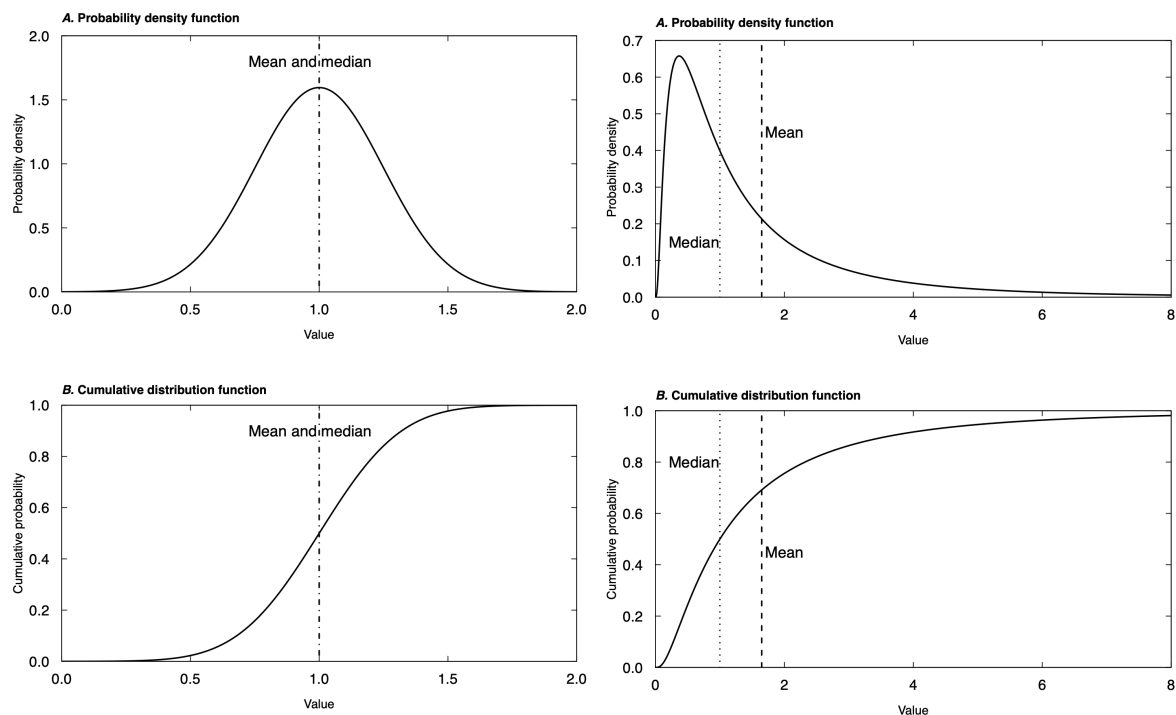 A. Probability density function
2.0
Mean and median
1.5
1.0
0.5
0.0
Probability density
0.0 0.5 1.0 1.5 2.0
Value
A. Probability density function
0.7
0.6
0.5
Mean
0.4
0.3
Median
0.2
0.1
0.0
Probability density
0 2 4 6 8
Value
B. Cumulative distribution function
1.0
Mean and median
0.8
0.6
0.4
0.2
0.0
Cumulative probability
0.0 0.5 1.0 1.5 2.0
Value
B. Cumulative distribution function
1.0
0.8
Median
0.6
Mean
0.4
0.2
0.0
Cumulative probability
0 2 4 6 8
Value